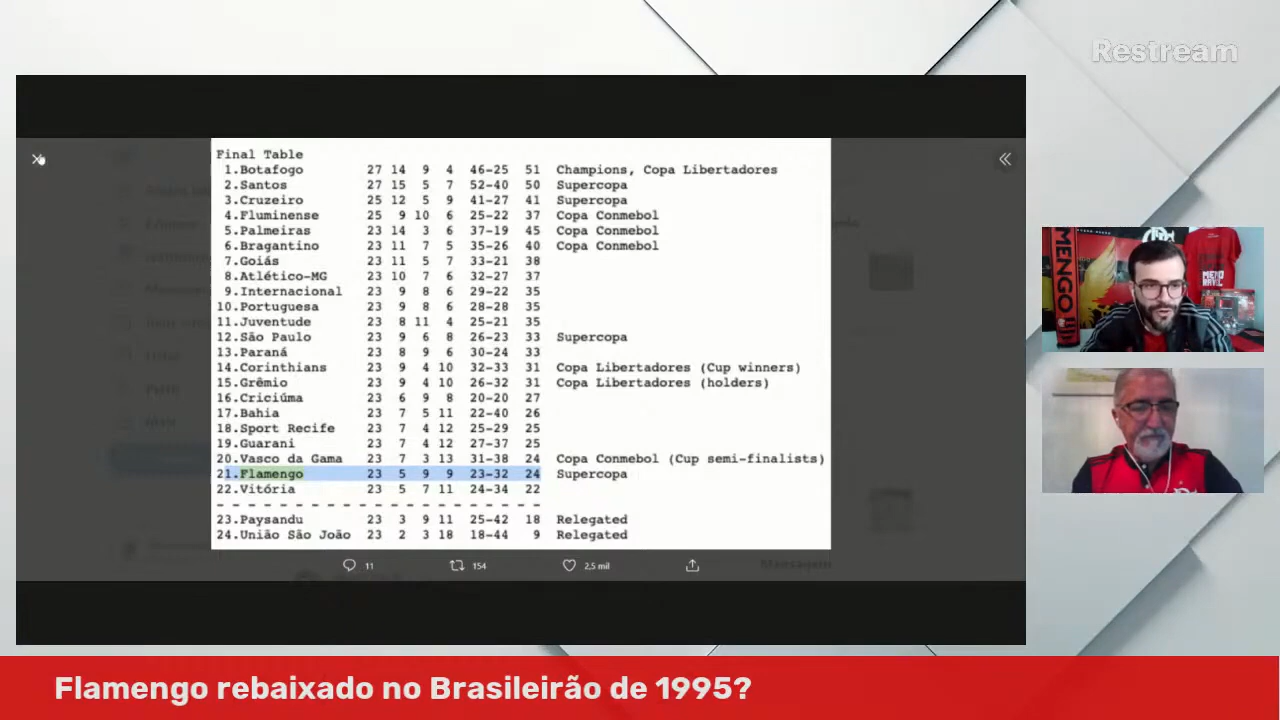 Restream
Final Table
1.Botafogo 27 14 9 4 46-25 51 Champions, Copa Libertadores
2.Santos 27 15 5 7 52-40 50 Supercopa
3.Cruzeiro 25 12 5 9 41-27 41 Supercopa
4.Fluminense 25 9 10 6 25-22 37 Copa Conmebol
5.Palmeiras 23 14 3 6 37-19 45 Copa Conmebol
6.Bragantino 23 11 7 5 35-26 40 Copa Conmebol
7.Goiás 23 11 5 7 33-21 38
8.Atlético-MG 23 10 7 6 32-27 37
9.Internacional 23 9 8 6 29-22 35
10.Portuguesa 23 9 8 6 28-28 35
11.Juventude 23 8 11 4 25-21 35
12.São Paulo 23 9 6 8 26-23 33 Supercopa
13.Paraná 23 8 9 6 30-24 33
14.Corinthians 23 9 4 10 32-33 31 Copa Libertadores (Cup winners)
15.Grêmio 23 9 4 10 26-32 31 Copa Libertadores (holders)
16.Criciúma 23 6 9 8 20-20 27
17.Bahia 23 7 5 11 22-40 26
18.Sport Recife 23 7 4 12 25-29 25
19.Guarani 23 7 4 12 27-37 25
20.Vasco da Gama 23 7 3 13 31-38 24 Copa Conmebol (Cup semi-finalists)
21.Flamengo 23 5 9 9 23-32 24 Supercopa
22.Vitória 23 5 7 11 24-34 22
23.Paysandu 23 3 9 11 25-42 18 Relegated
24.União São João 23 2 3 18 18-44 9 Relegated
11 154 2,5 mil
MENGO
Flamengo rebaixado no Brasileirão de 1995?